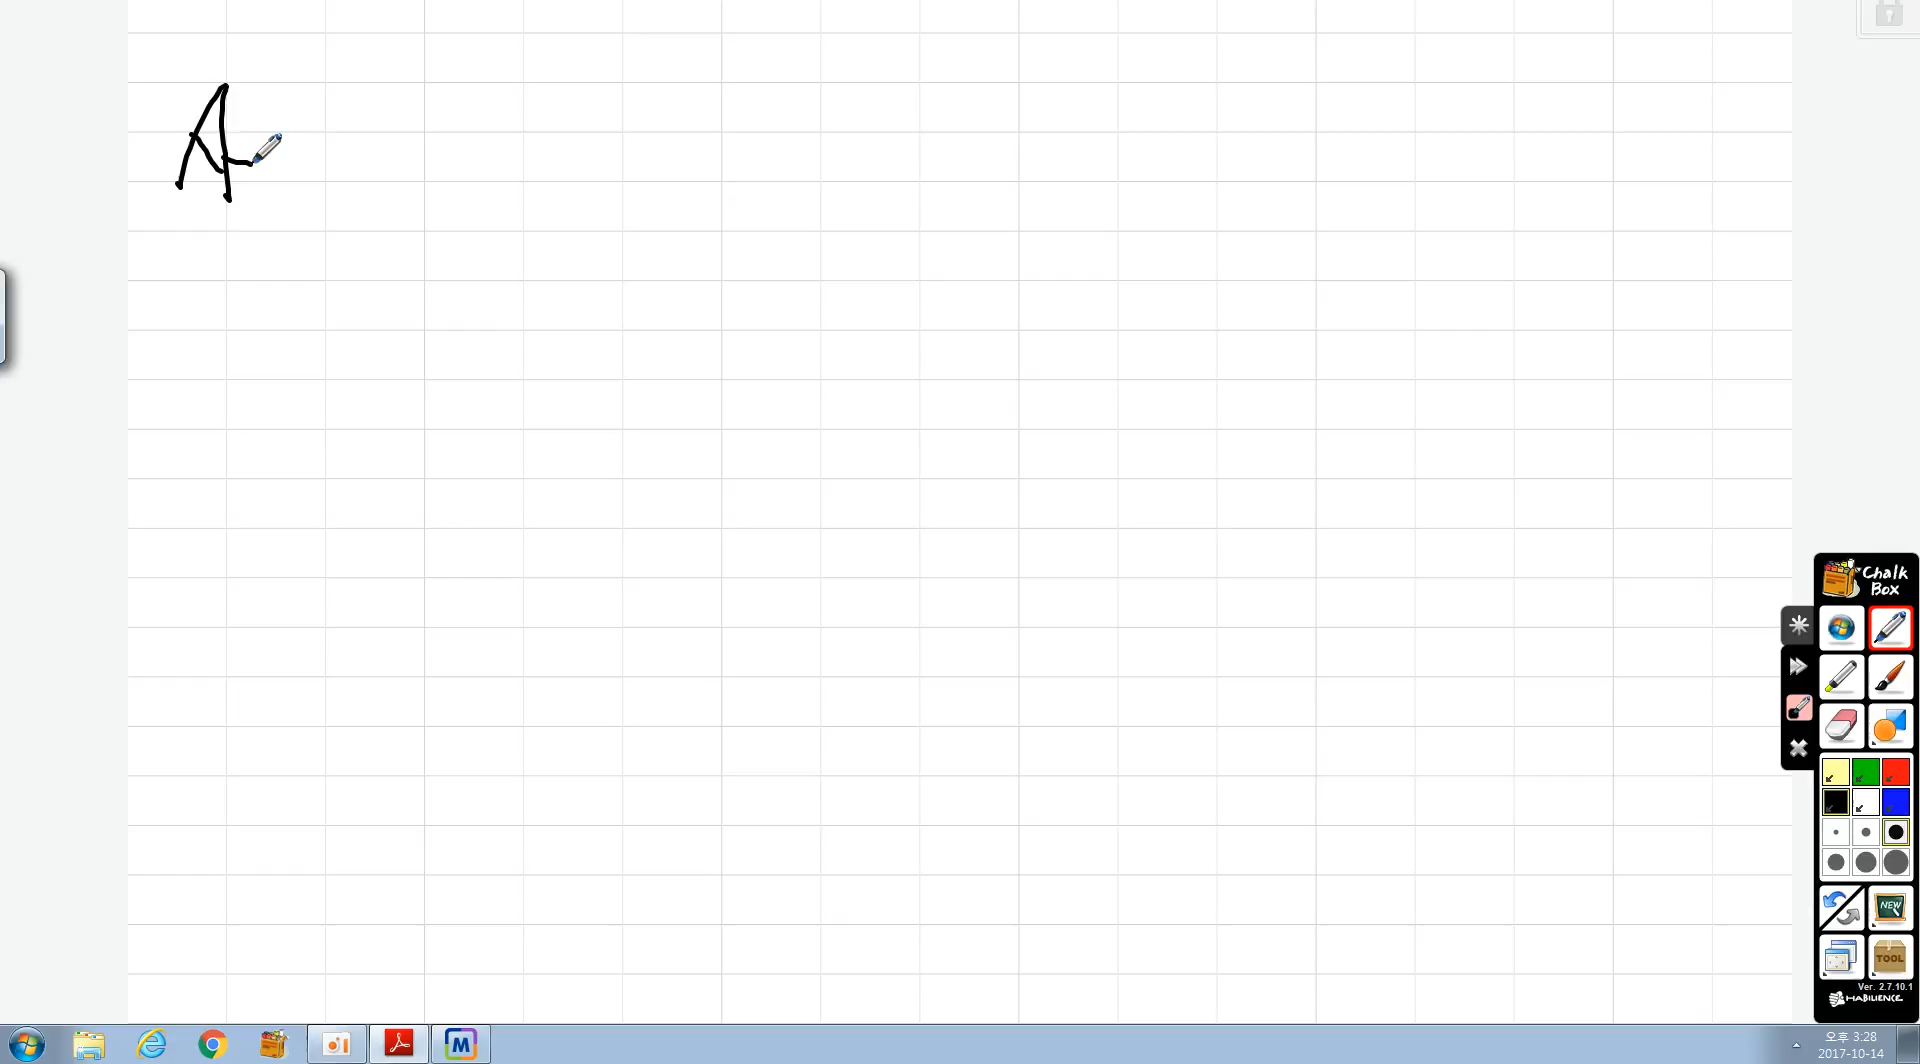 A
Chalk
Box
NEW
TOOL
Ver. 2.7.10.1
HABILIENCE
오후 3:28
2017-10-14